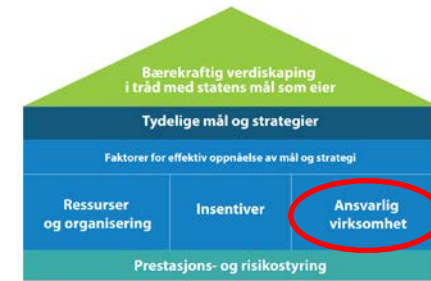 Bærekraftig verdiskaping
i tråd med statens mål som eier
Tydelige mål og strategier
Faktorer for effektiv oppnåelse av mål og strategi
Ressurser
og organisering
Insentiver
Ansvarlig
virksomhet
Prestasjons- og risikostyring